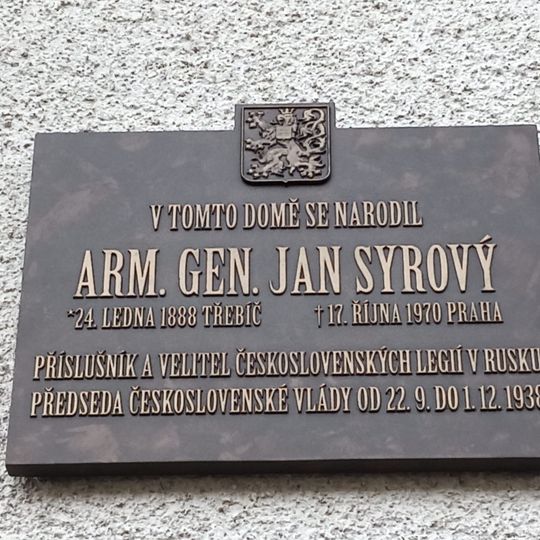 V TOMTO DOMĚ SE NARODIL
ARM. GEN. JAN SYROVÝ
*24. LEDNA 1888 TŘEBÍČ † 17. ŘÍJNA 1970 PRAHA
PŘÍSLUŠNÍK A VELITEL ČESKOSLOVENSKÝCH LEGIÍ V RUSKU
PŘEDSEDA ČESKOSLOVENSKÉ VLÁDY OD 22. 9. DO 1. 12. 1938